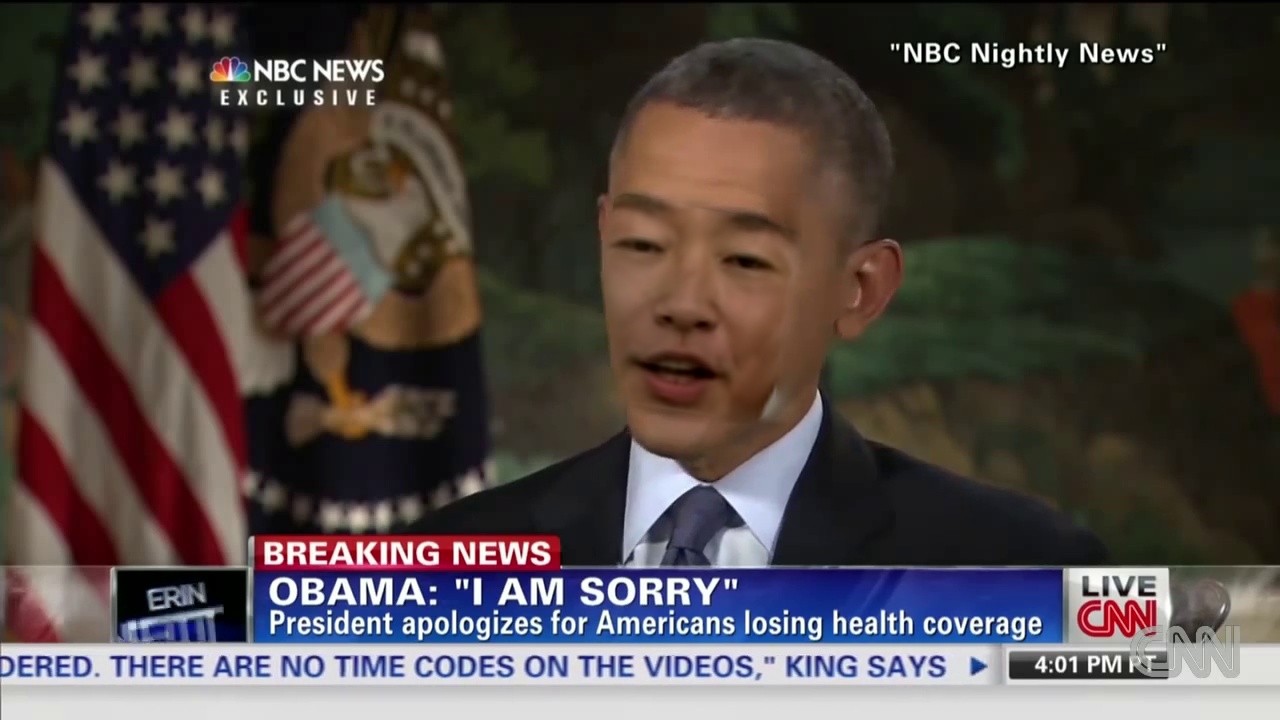 NBC NEWS
EXCLUSIVE
"NBC Nightly News"
BREAKING NEWS
ERIN
OBAMA: "I AM SORRY"
President apologizes for Americans losing health coverage
LIVE
CNN
DERED. THERE ARE NO TIME CODES ON THE VIDEOS," KING SAYS
4:01 PM PT
CNN